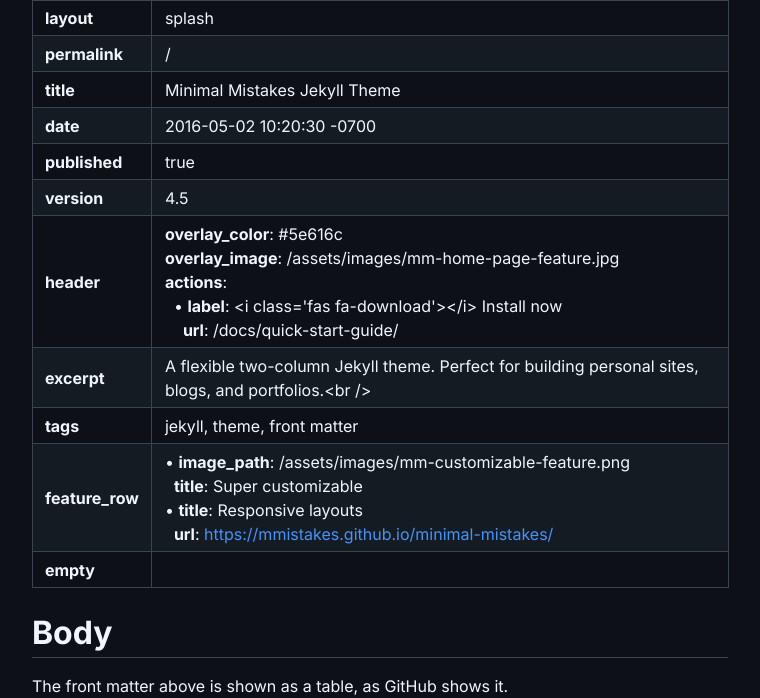 layout splash
permalink /
title Minimal Mistakes Jekyll Theme
date 2016-05-02 10:20:30 -0700
published true
version 4.5
header
overlay_color: #5e616c
overlay_image: /assets/images/mm-home-page-feature.jpg
actions:
• label: <i class='fas fa-download'></i> Install now
url: /docs/quick-start-guide/
excerpt
A flexible two-column Jekyll theme. Perfect for building personal sites,
blogs, and portfolios.<br />
tags jekyll, theme, front matter
feature_row
• image_path: /assets/images/mm-customizable-feature.png
title: Super customizable
• title: Responsive layouts
url: https://mmistakes.github.io/minimal-mistakes/
empty
Body
The front matter above is shown as a table, as GitHub shows it.